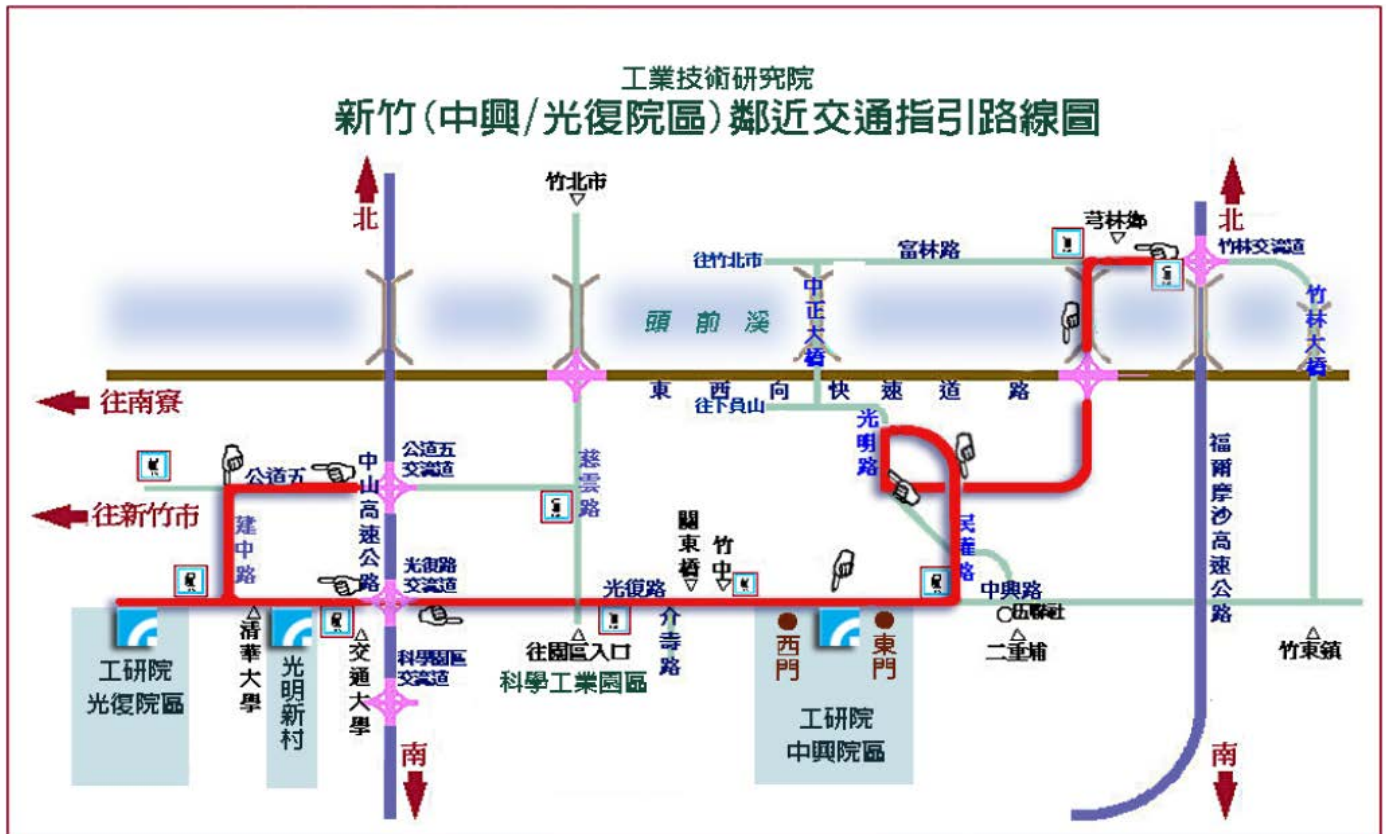 工業技術研究院
新竹(中興/光復院區)鄰近交通指引路線圖
北
竹北市
芎林鄉
北
往竹北市
富林路
竹林交流道
中正大橋
竹林大橋
頭前溪
東西向快速道路
往南寮
往下員山
光明路
公道五
中山高速公路
公道五
交流道
慈雲路
福爾摩沙高速公路
往新竹市
建中路
關東橋
竹中
民權路
光復路
交流道
光復路
介壽路
中興路
伍聯社
二重埔
竹東鎮
工研院
光復院區
清華大學
光明新村
交通大學
科學園區
交流道
往園區入口
科學工業園區
西門
東門
工研院
中興院區
南
南